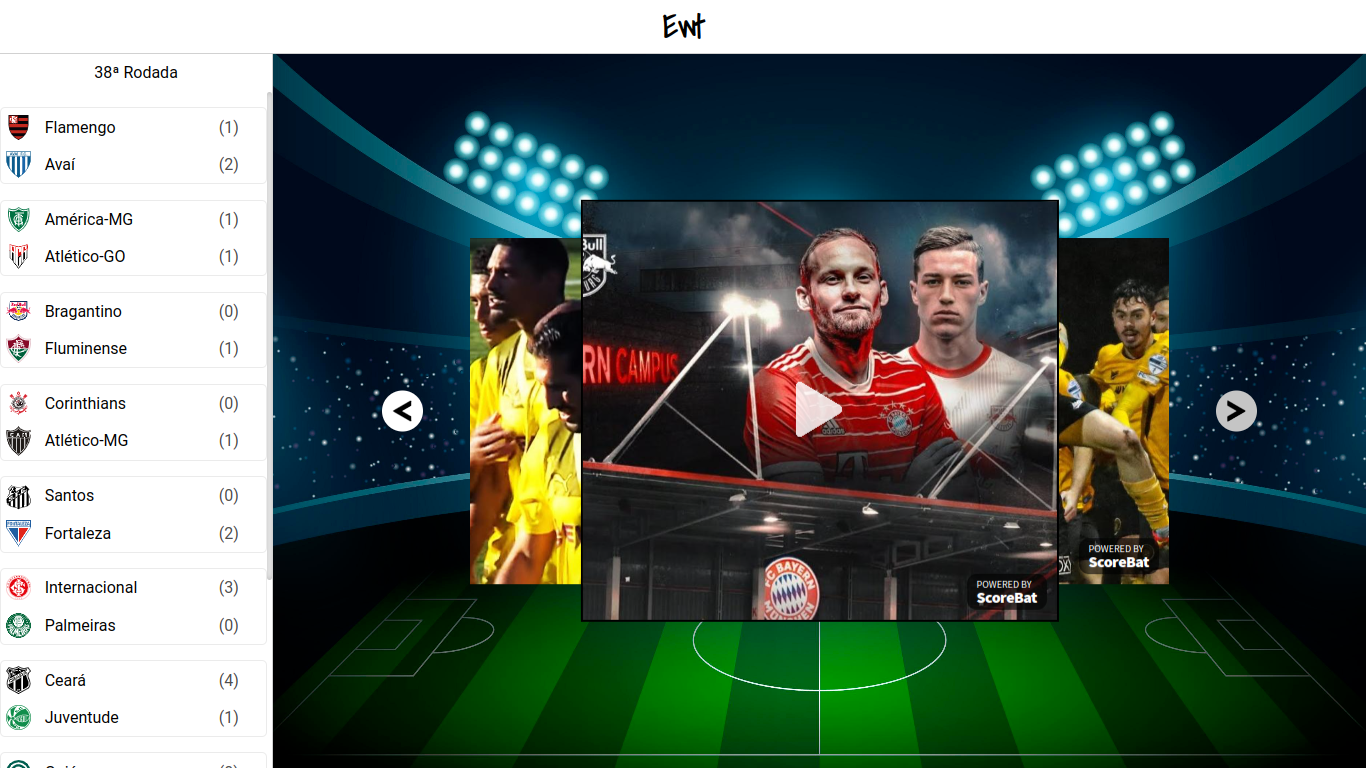 Ewt
38ª Rodada
Flamengo (1)
Avaí (2)
América-MG (1)
Atlético-GO (1)
Bragantino (0)
Fluminense (1)
Corinthians (0)
Atlético-MG (1)
Santos (0)
Fortaleza (2)
Internacional (3)
Palmeiras (0)
Ceará (4)
Juventude (1)
<
>
Bull
RN CAMPUS
FC BAYERN
POWERED BY
ScoreBat
POWERED BY
ScoreBat